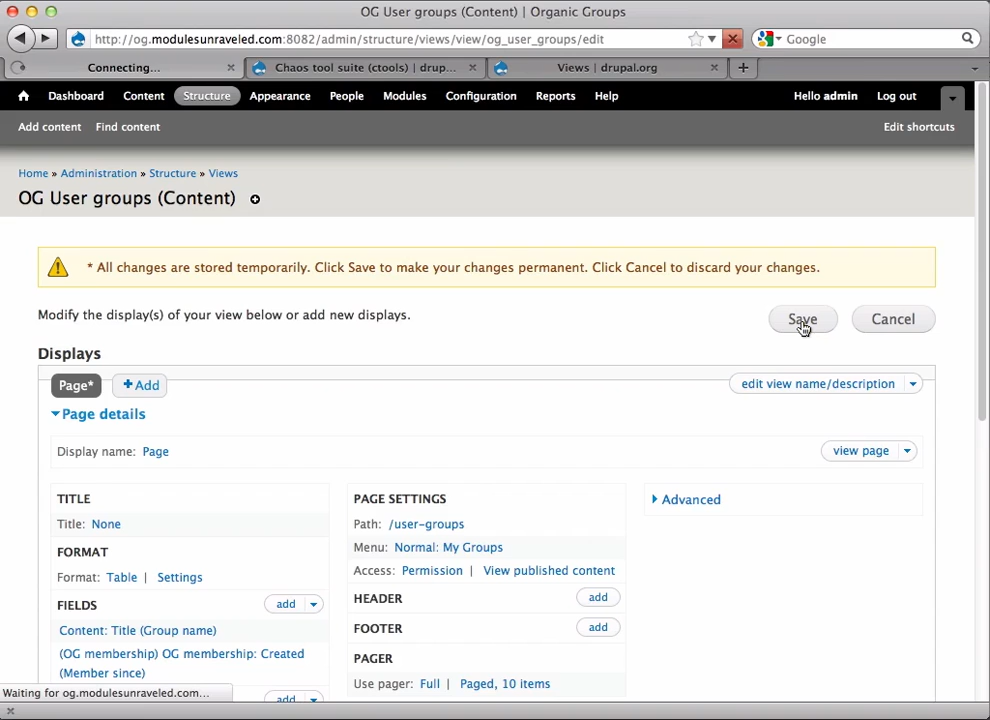 OG User groups (Content) | Organic Groups
http://og.modulesunraveled.com:8082/admin/structure/views/view/og_user_groups/edit
Google
Connecting...
Chaos tool suite (ctools) | drup...
Views | drupal.org
Dashboard Content Structure Appearance People Modules Configuration Reports Help Hello admin Log out
Add content Find content Edit shortcuts
Home » Administration » Structure » Views
OG User groups (Content)
* All changes are stored temporarily. Click Save to make your changes permanent. Click Cancel to discard your changes.
Modify the display(s) of your view below or add new displays.
Save Cancel
Displays
Page* + Add edit view name/description
Page details
Display name: Page view page
TITLE
Title: None
FORMAT
Format: Table | Settings
FIELDS add
Content: Title (Group name)
(OG membership) OG membership: Created
(Member since)
add
PAGE SETTINGS
Path: /user-groups
Menu: Normal: My Groups
Access: Permission | View published content
HEADER add
FOOTER add
PAGER
Use pager: Full | Paged, 10 items
Advanced
Waiting for og.modulesunraveled.com...